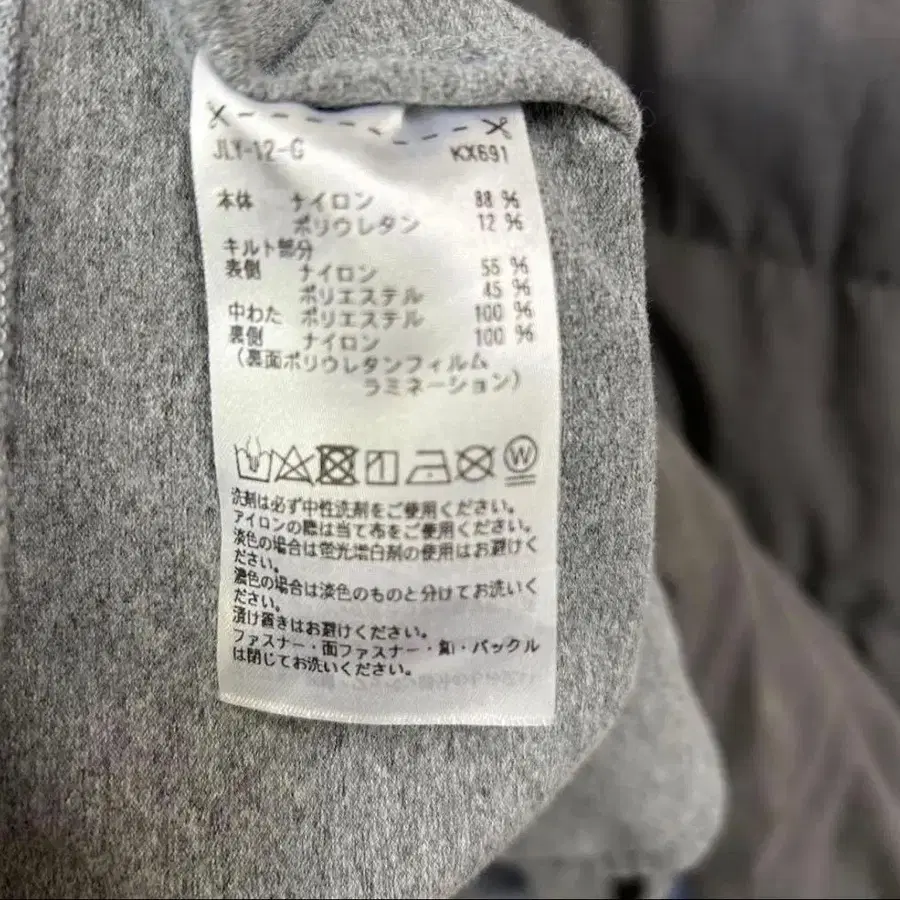 JLY-12-G KX691
本体 ナイロン 88 %
ポリウレタン 12 %
キルト部分
表側 ナイロン 55 %
ポリエステル 45 %
中わた ポリエステル 100 %
裏側 ナイロン 100 %
(裏面ポリウレタンフィルム
ラミネーション)
W
洗剤は必ず中性洗剤をご使用ください。
アイロンの際は当て布をご使用ください。
淡色の場合は蛍光増白剤の使用はお避けく
ださい。
濃色の場合は淡色のものと分けてお洗いく
ださい。
漬け置きはお避けください。
ファスナー・面ファスナー・釦・バックル
は閉じてお洗いください。